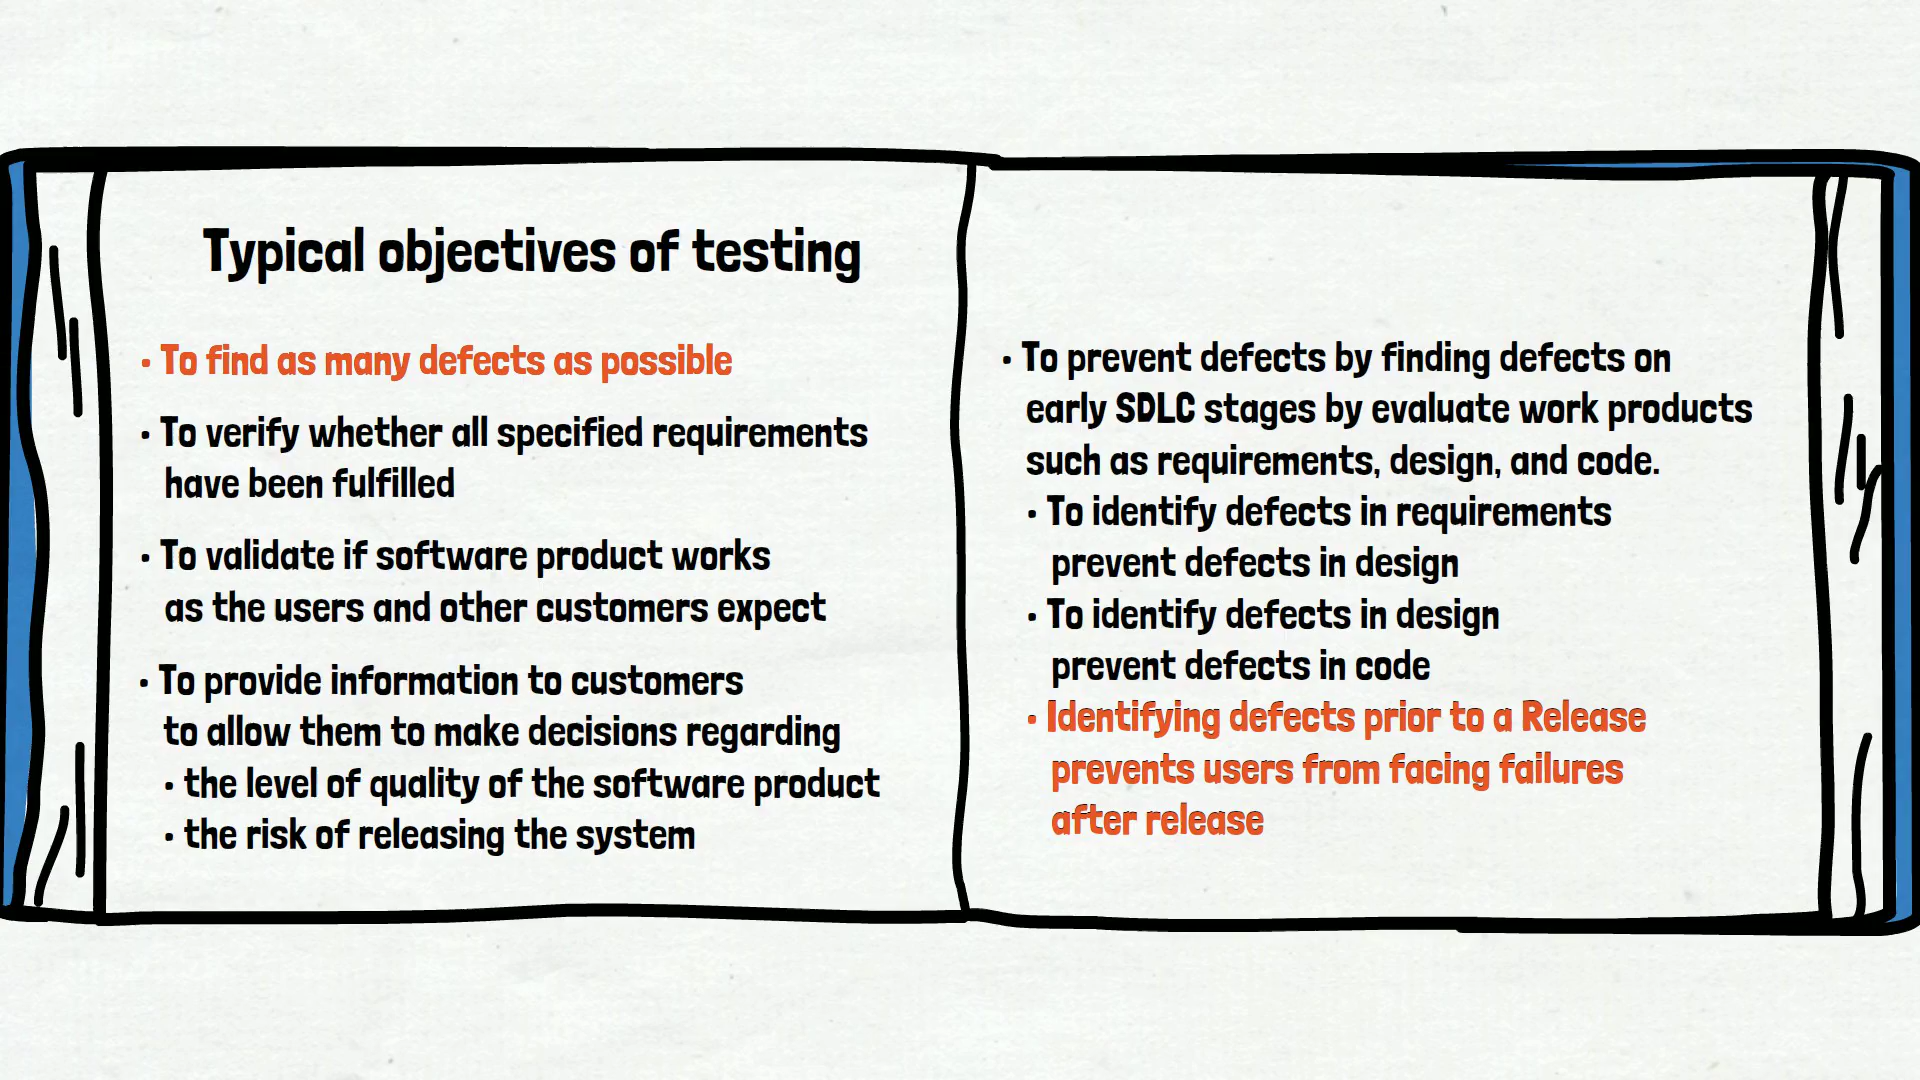 Typical objectives of testing
· To find as many defects as possible
· To verify whether all specified requirements
have been fulfilled
· To validate if software product works
as the users and other customers expect
· To provide information to customers
to allow them to make decisions regarding
· the level of quality of the software product
· the risk of releasing the system
· To prevent defects by finding defects on
early SDLC stages by evaluate work products
such as requirements, design, and code.
· To identify defects in requirements
prevent defects in design
· To identify defects in design
prevent defects in code
· Identifying defects prior to a Release
prevents users from facing failures
after release